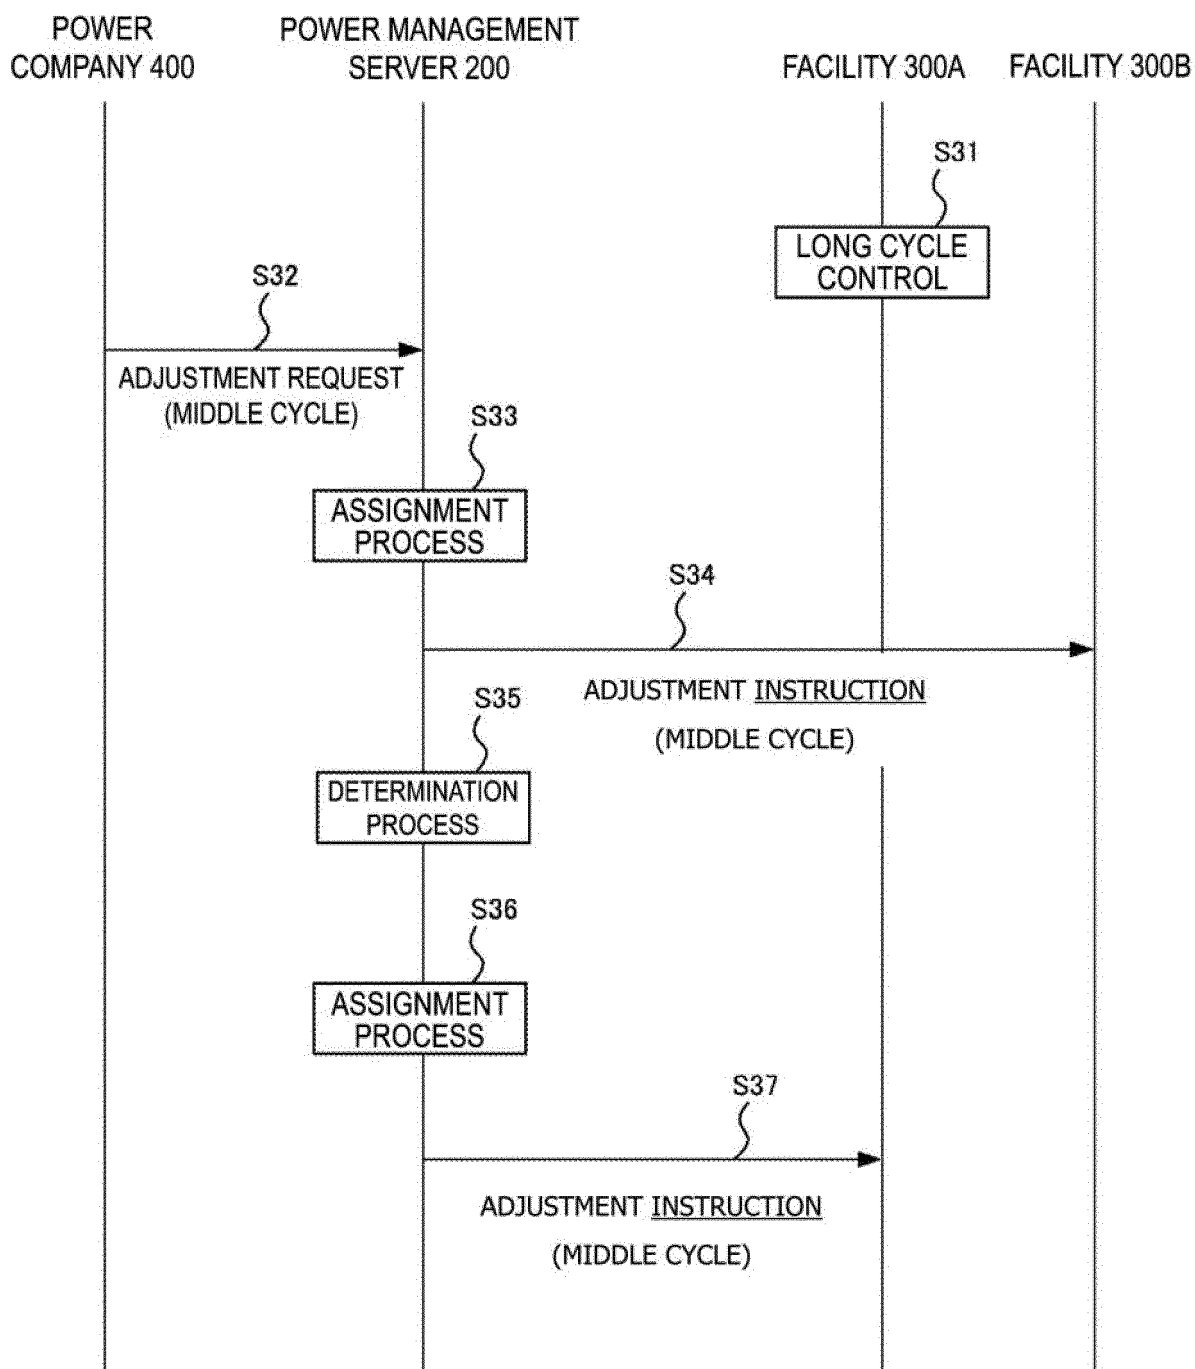 POWER
COMPANY 400
POWER MANAGEMENT
SERVER 200
FACILITY 300A
FACILITY 300B
S31
LONG CYCLE
CONTROL
S32
ADJUSTMENT REQUEST
(MIDDLE CYCLE)
S33
ASSIGNMENT
PROCESS
S34
ADJUSTMENT INSTRUCTION
(MIDDLE CYCLE)
S35
DETERMINATION
PROCESS
S36
ASSIGNMENT
PROCESS
S37
ADJUSTMENT INSTRUCTION
(MIDDLE CYCLE)